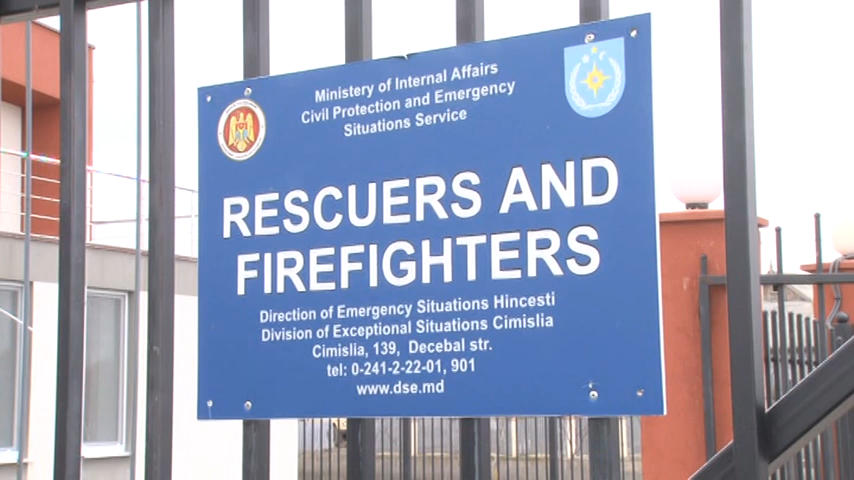 Ministry of Internal Affairs
Civil Protection and Emergency
Situations Service
RESCUERS AND
FIREFIGHTERS
Direction of Emergency Situations Hincesti
Division of Exceptional Situations Cimislia
Cimislia, 139, Decebal str.
tel: 0-241-2-22-01, 901
www.dse.md